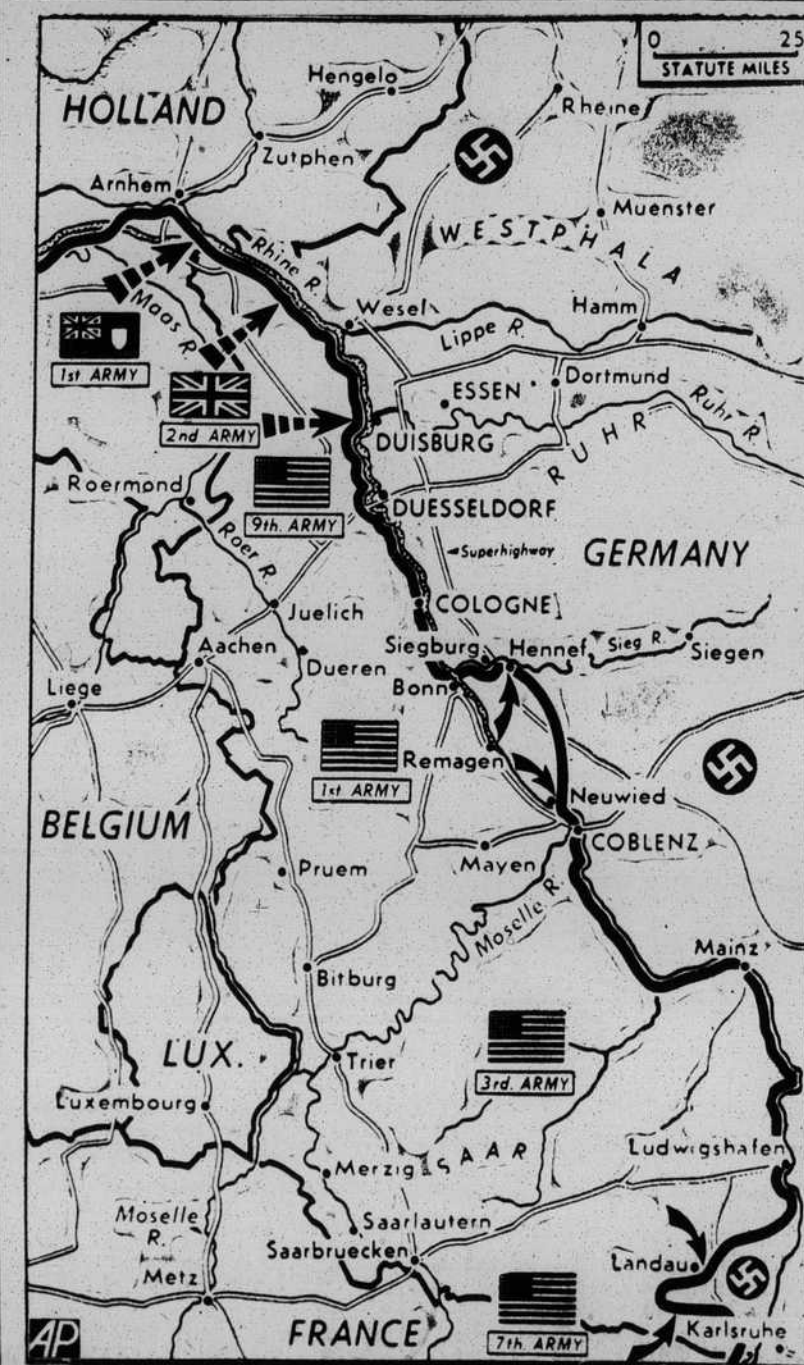 0 25
STATUTE MILES
Hengelo
HOLLAND
Rheine
Zutphen
Arnhem
Muenster
WESTPHALA
Rhine R.
Maas R.
Wesel
Hamm
Lippe R.
1st ARMY
ESSEN
Dortmund
Ruhr R.
2nd ARMY
DUISBURG
RUHR
Roermond
9th. ARMY
DUESSELDORF
Roer R.
Superhighway
GERMANY
Juelich
COLOGNE
Aachen
Siegburg
Hennef
Sieg R.
Siegen
Dueren
Liege
Bonn
Remagen
1st ARMY
Neuwied
BELGIUM
COBLENZ
Pruem
Mayen
Moselle R.
Mainz
Bitburg
LUX.
Trier
3rd. ARMY
Luxembourg
Ludwigshafen
Merzig
SAAR
Moselle
R.
Saarlautern
Saarbruecken
Landau
Metz
AP
FRANCE
7th. ARMY
Karlsruhe